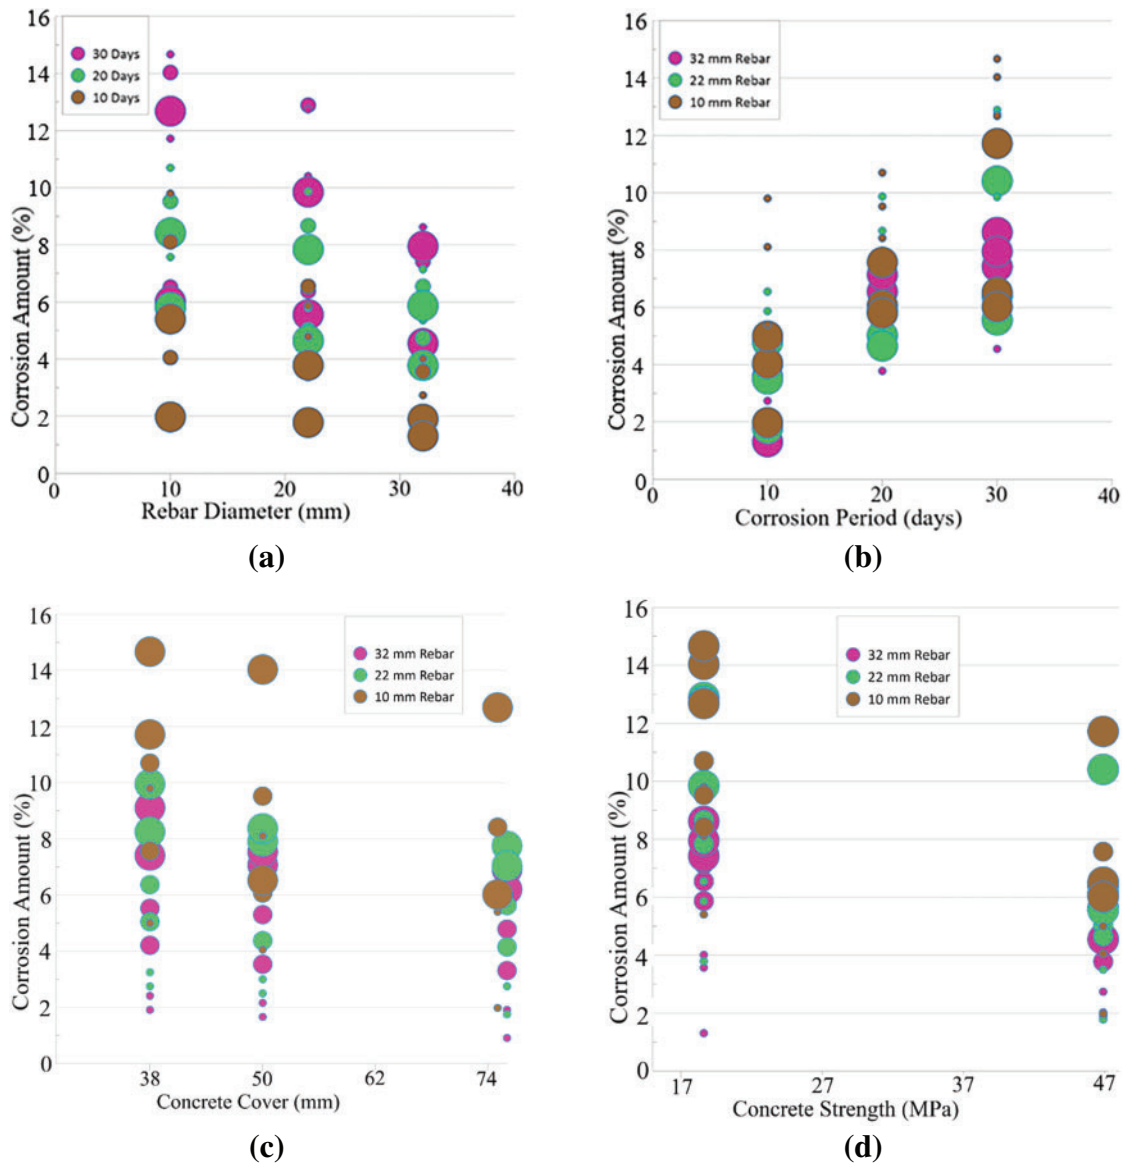 16
14
12
10
8
6
4
2
0
Corrosion Amount (%)
30 Days
20 Days
10 Days
0 10 20 30 40
Rebar Diameter (mm)
(a)
16
14
12
10
8
6
4
2
0
Corrosion Amount (%)
32 mm Rebar
22 mm Rebar
10 mm Rebar
0 10 20 30 40
Corrosion Period (days)
(b)
16
14
12
10
8
6
4
2
0
Corrosion Amount (%)
32 mm Rebar
22 mm Rebar
10 mm Rebar
38 50 62 74
Concrete Cover (mm)
(c)
16
14
12
10
8
6
4
2
0
Corrosion Amount (%)
32 mm Rebar
22 mm Rebar
10 mm Rebar
17 27 37 47
Concrete Strength (MPa)
(d)